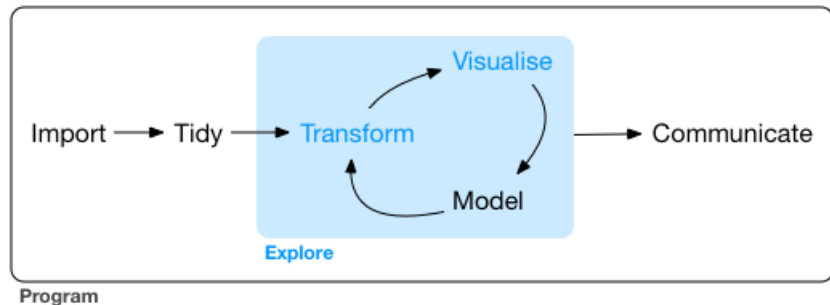 Visualise
Import
Tidy
Transform
Communicate
Model
Explore
Program